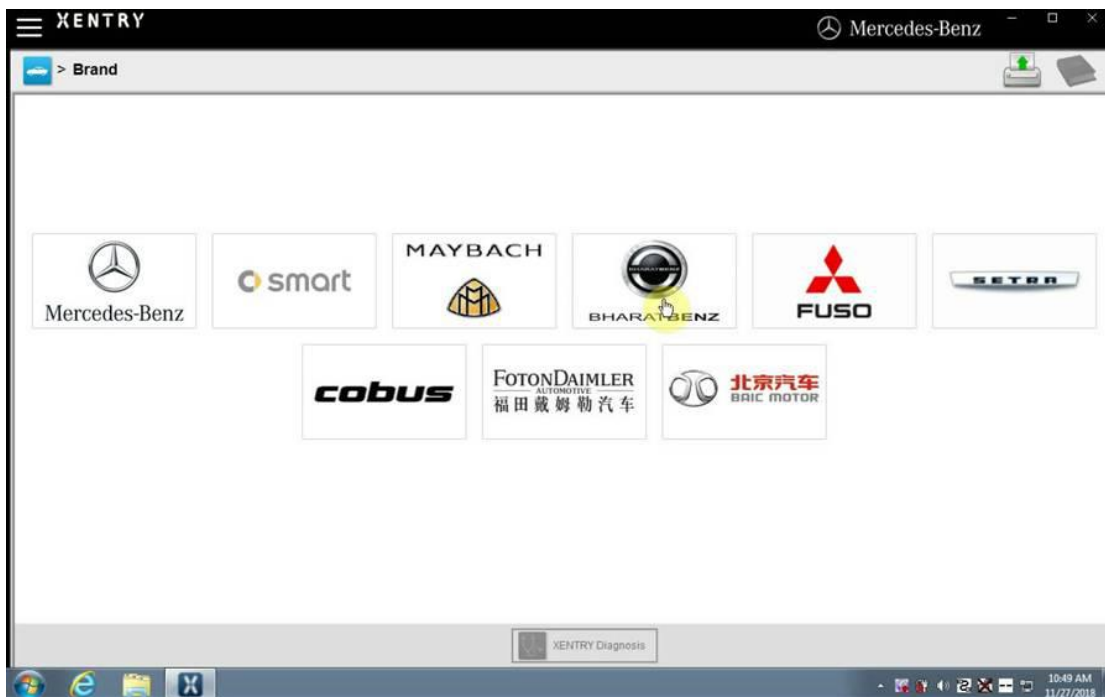 XENTRY
Mercedes-Benz
> Brand
Mercedes-Benz
smart
MAYBACH
BHARATBENZ
BHARATBENZ
FUSO
SETRA
cobus
FOTONDAIMLER
AUTOMOTIVE
福田戴姆勒汽车
北京汽车
BAIC MOTOR
XENTRY Diagnosis
10:49 AM
11/27/2018